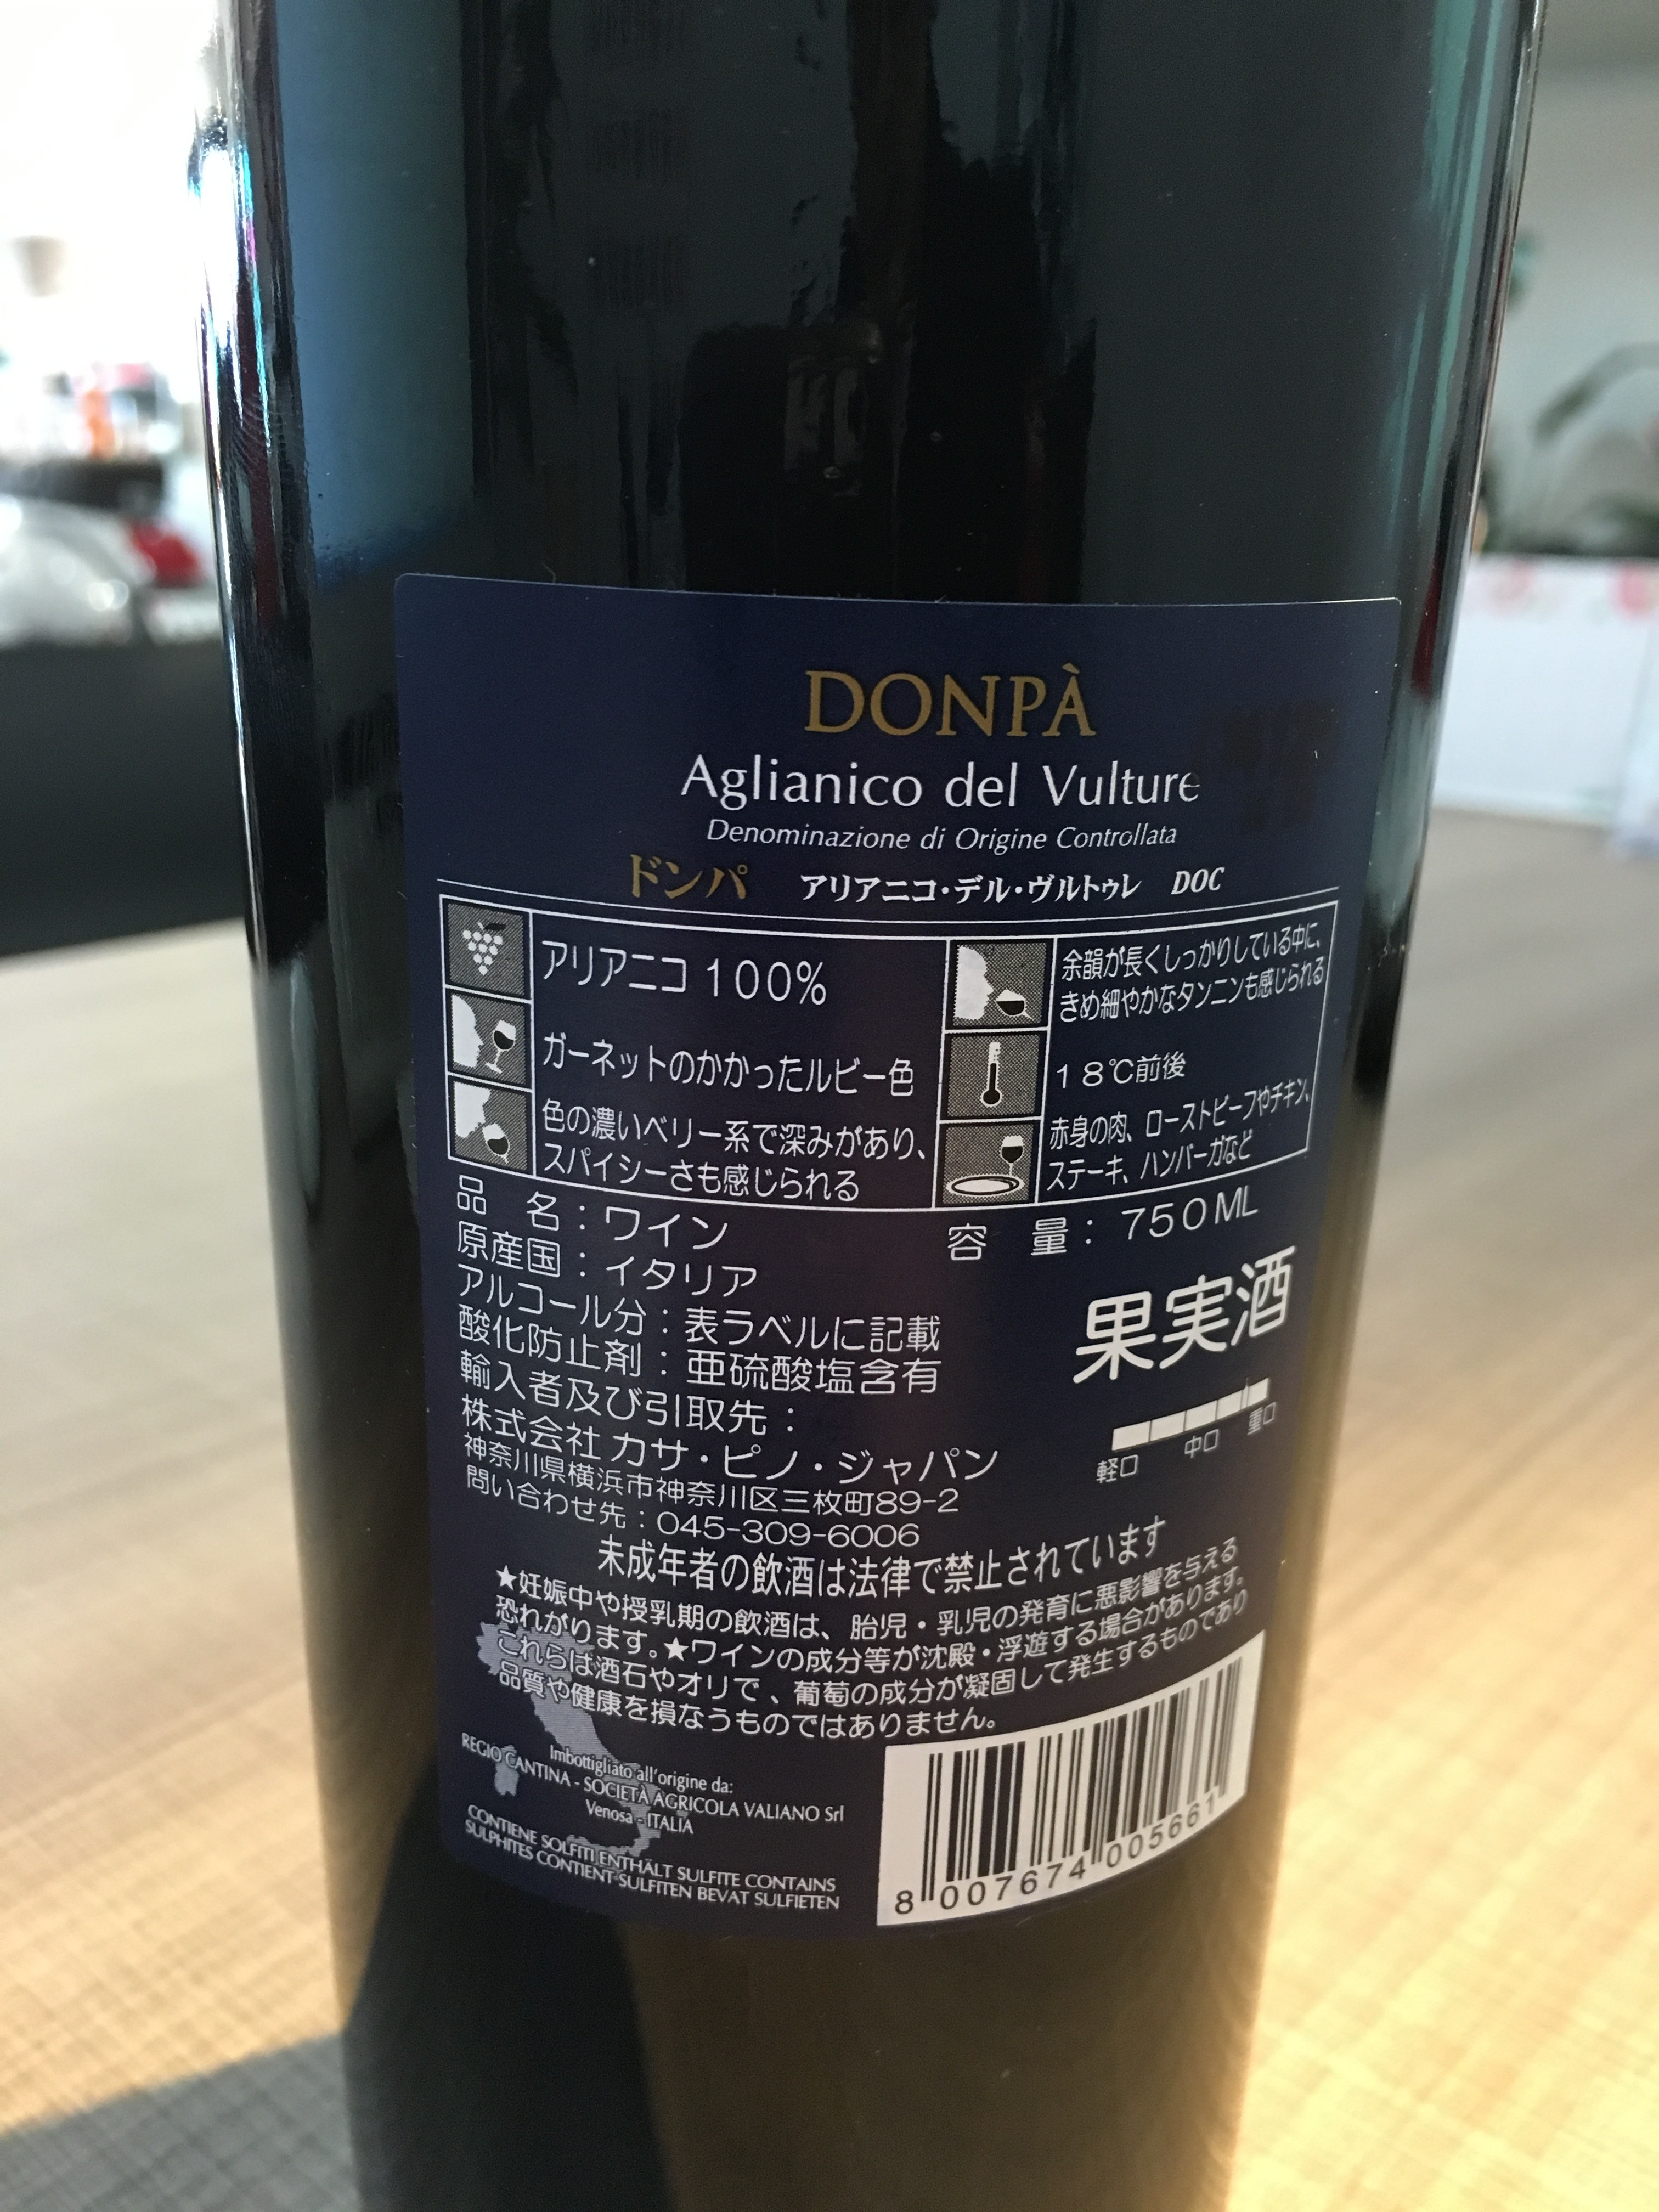 DONPÀ
Aglianico del Vulture
Denominazione di Origine Controllata
ドンパ アリアニコ・デル・ヴルトゥレ DOC
アリアニコ 100%
ガーネットのかかったルビー色
色の濃いベリー系で深みがあり、
スパイシーさも感じられる
余韻が長くしっかりしている中に、
きめ細やかなタンニンも感じられる
18℃前後
赤身の肉、ローストビーフやチキン、
ステーキ、ハンバーガなど
品 名：ワイン
容 量：750ML
原産国：イタリア
アルコール分：表ラベルに記載
酸化防止剤：亜硫酸塩含有
輸入者及び引取先：
株式会社 カサ・ピノ・ジャパン
神奈川県横浜市神奈川区三枚町89-2
問い合わせ先：045-309-6006
果実酒
軽口 中口 重口
未成年者の飲酒は法律で禁止されています
★妊娠中や授乳期の飲酒は、胎児・乳児の発育に悪影響を与える
恐れがります。★ワインの成分等が沈殿・浮遊する場合があります。
これらは酒石やオリで、葡萄の成分が凝固して発生するものであり
品質や健康を損なうものではありません。
Imbottigliato all'origine da:
REGIO CANTINA - SOCIETÀ AGRICOLA VALIANO Srl
Venosa - ITALIA
CONTIENE SOLFITI ENTHÄLT SULFITE CONTAINS
SULPHITES CONTIENT SULFITEN BEVAT SULFIETEN
8 007674 005661